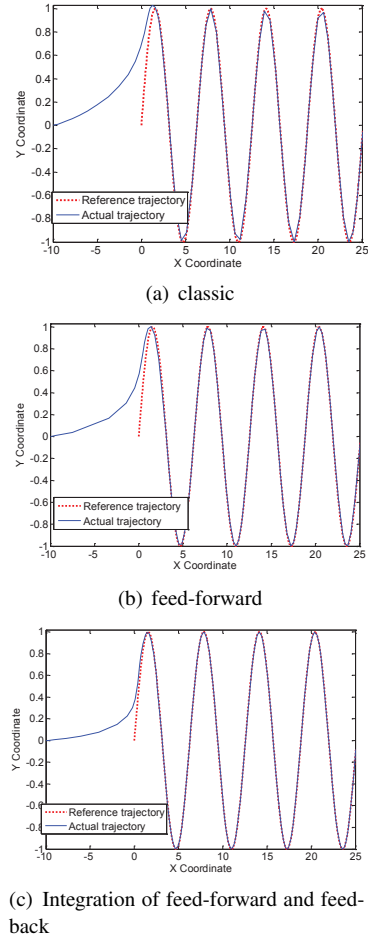 1
0.8
0.6
0.4
0.2
0
-0.2
-0.4
-0.6
-0.8
-1
Y Coordinate
Reference trajectory
Actual trajectory
-10 -5 0 5 10 15 20 25
X Coordinate
(a) classic
1
0.8
0.6
0.4
0.2
0
-0.2
-0.4
-0.6
-0.8
-1
Y Coordinate
Reference trajectory
Actual trajectory
-10 -5 0 5 10 15 20 25
X Coordinate
(b) feed-forward
1
0.8
0.6
0.4
0.2
0
-0.2
-0.4
-0.6
-0.8
-1
Y Coordinate
Reference trajectory
Actual trajectory
-10 -5 0 5 10 15 20 25
X Coordinate
(c) Integration of feed-forward and feed-
back